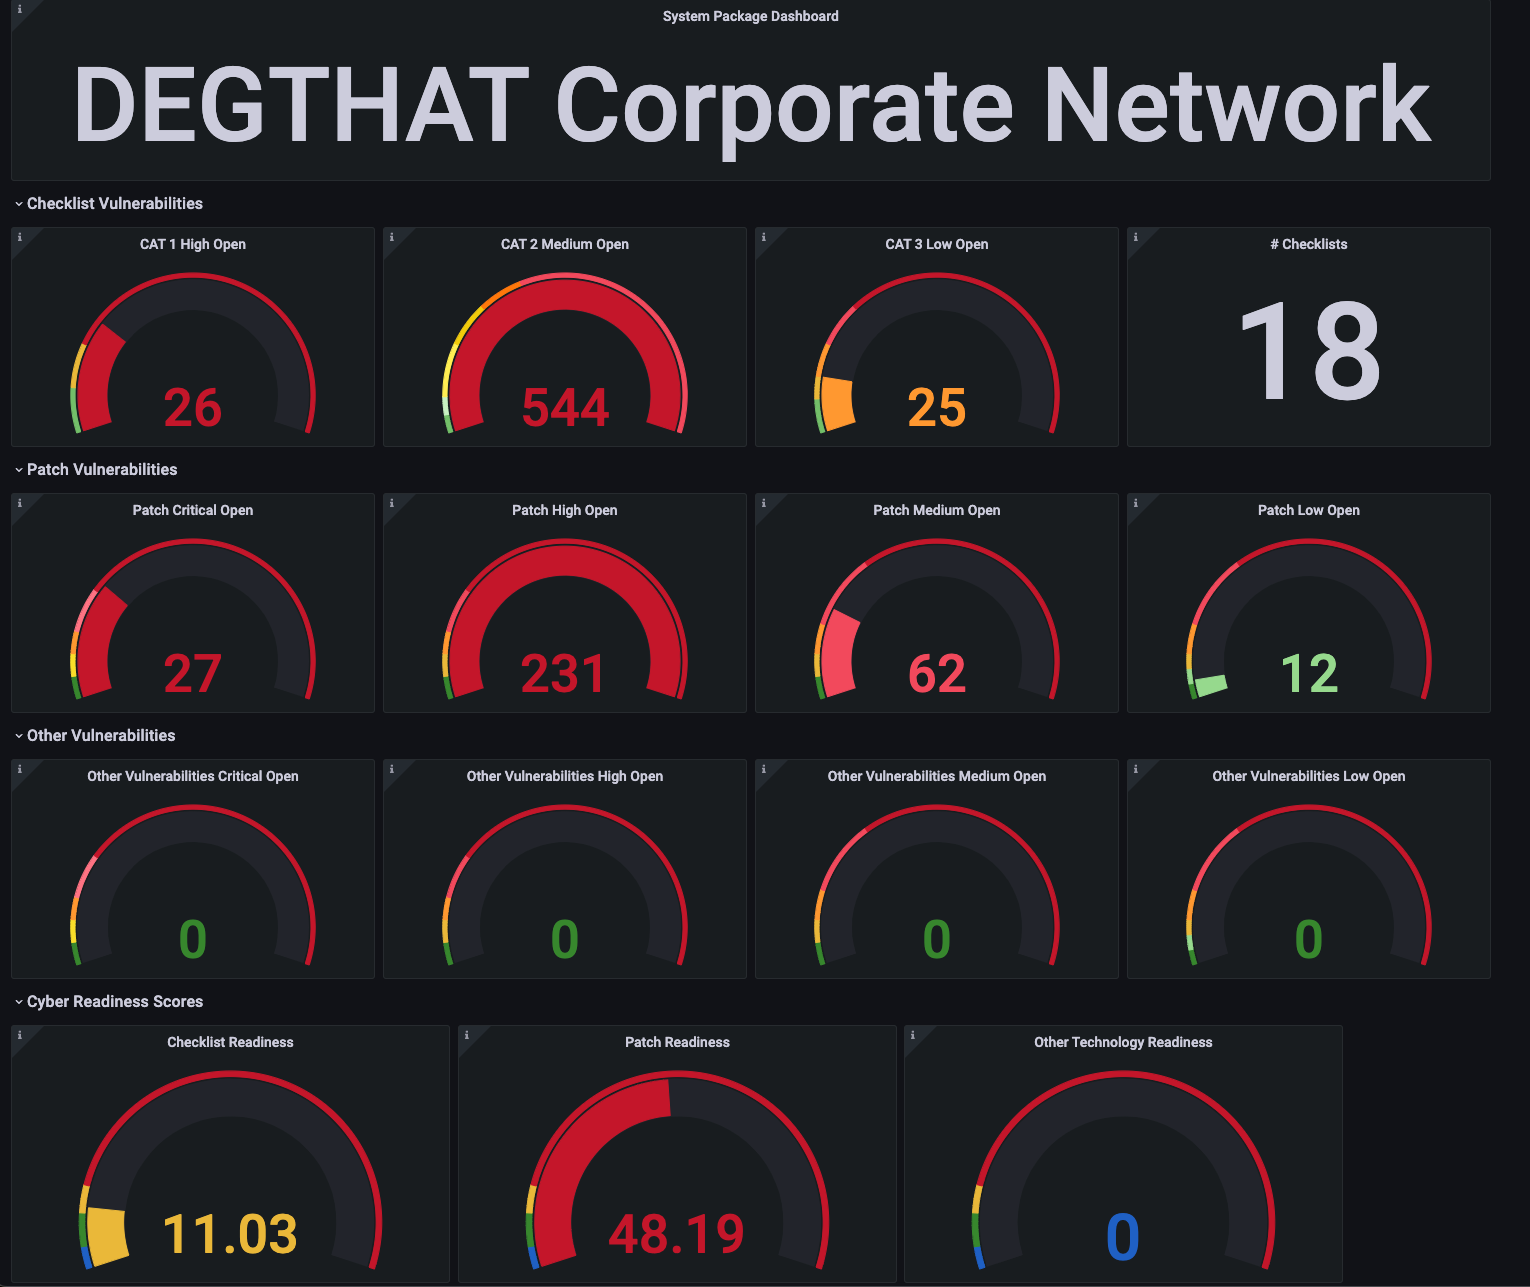 System Package Dashboard
DEGTHAT Corporate Network
Checklist Vulnerabilities
CAT 1 High Open
CAT 2 Medium Open
CAT 3 Low Open
# Checklists
26
544
25
18
Patch Vulnerabilities
Patch Critical Open
Patch High Open
Patch Medium Open
Patch Low Open
27
231
62
12
Other Vulnerabilities
Other Vulnerabilities Critical Open
Other Vulnerabilities High Open
Other Vulnerabilities Medium Open
Other Vulnerabilities Low Open
0
0
0
0
Cyber Readiness Scores
Checklist Readiness
Patch Readiness
Other Technology Readiness
11.03
48.19
0